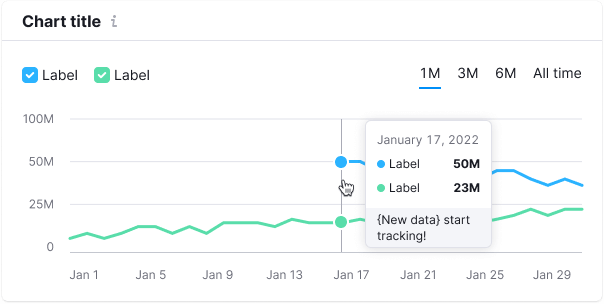 Chart title i
Label Label 1M 3M 6M All time
100M
50M
25M
0
January 17, 2022
Label 50M
Label 23M
{New data} start
tracking!
Jan 1 Jan 5 Jan 9 Jan 13 Jan 17 Jan 21 Jan 25 Jan 29